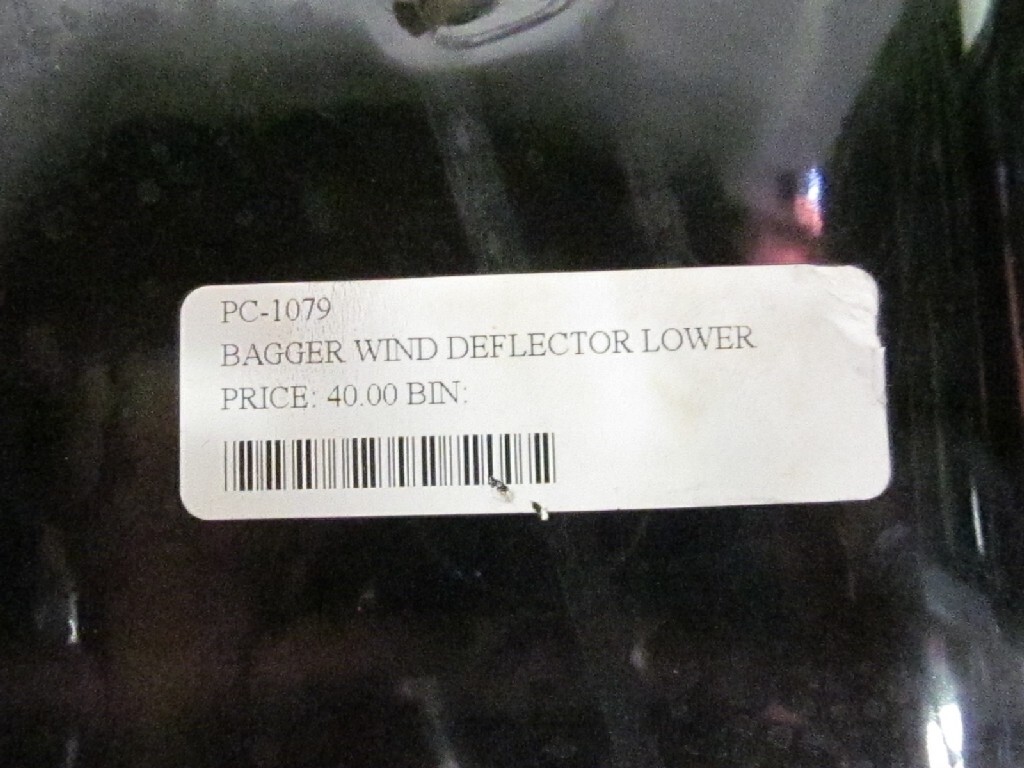 PC-1079
BAGGER WIND DEFLECTOR LOWER
PRICE: 40.00 BIN: